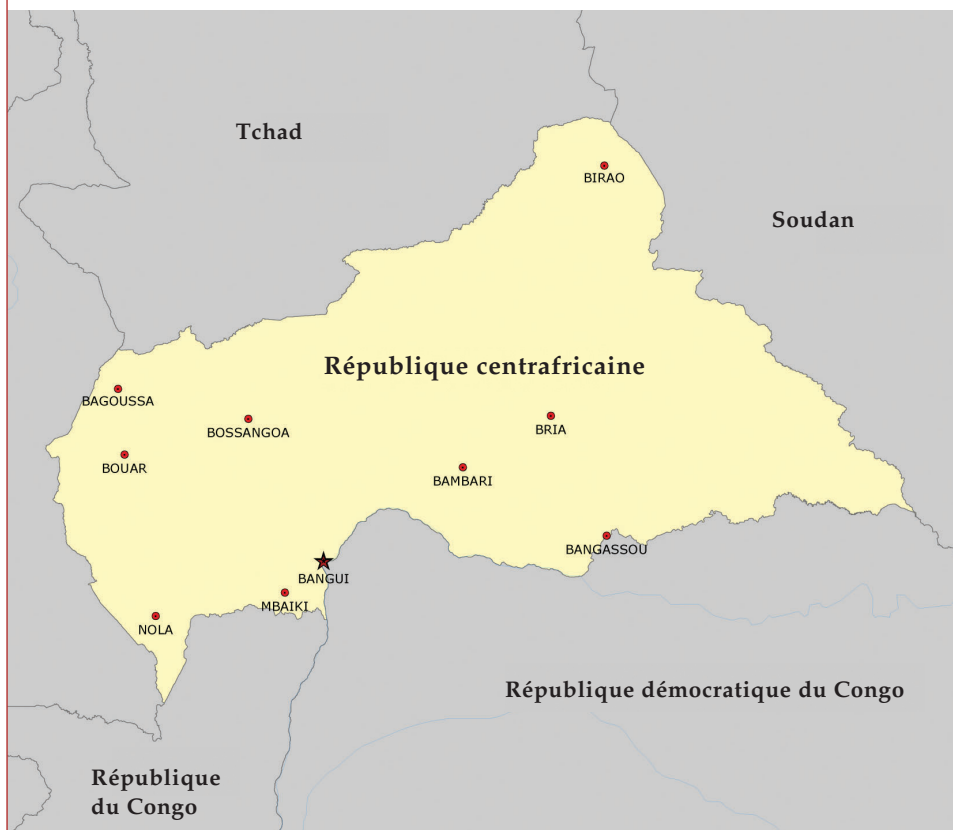 Tchad
BIRAO
Soudan
République centrafricaine
BAGOUSSA
BOSSANGOA
BRIA
BOUAR
BAMBARI
BANGASSOU
BANGUI
MBAIKI
NOLA
République démocratique du Congo
République
du Congo